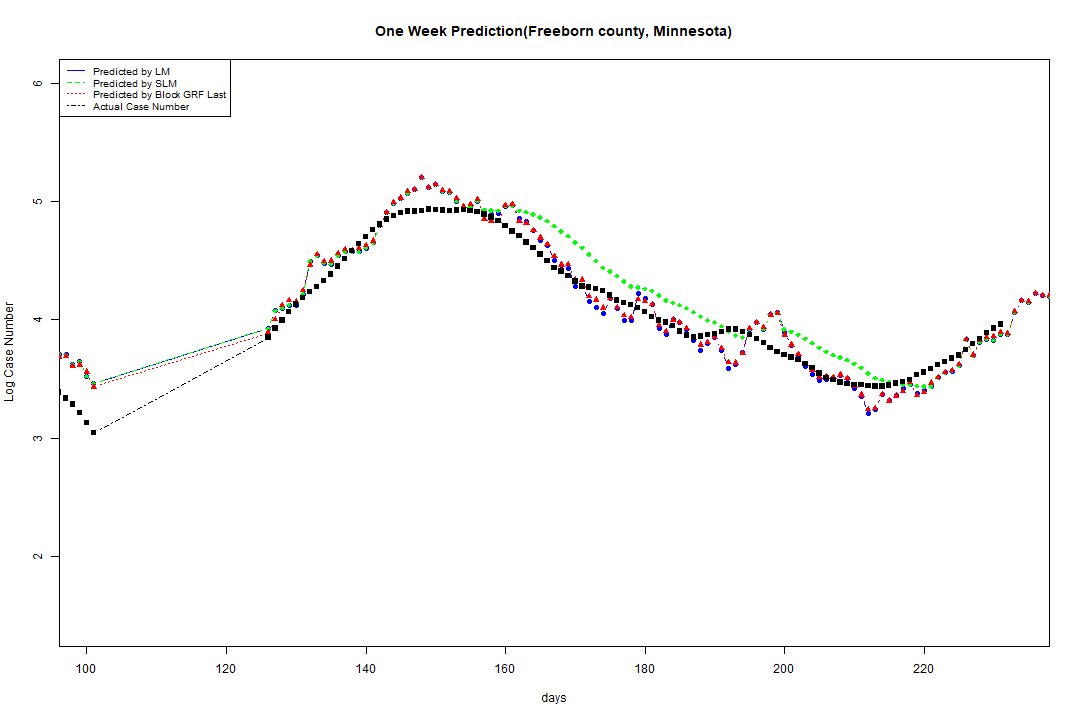 One Week Prediction(Freeborn county, Minnesota)
Predicted by LM
Predicted by SLM
Predicted by Block GRF Last
Actual Case Number
6
5
4
3
2
Log Case Number
100 120 140 160 180 200 220
days